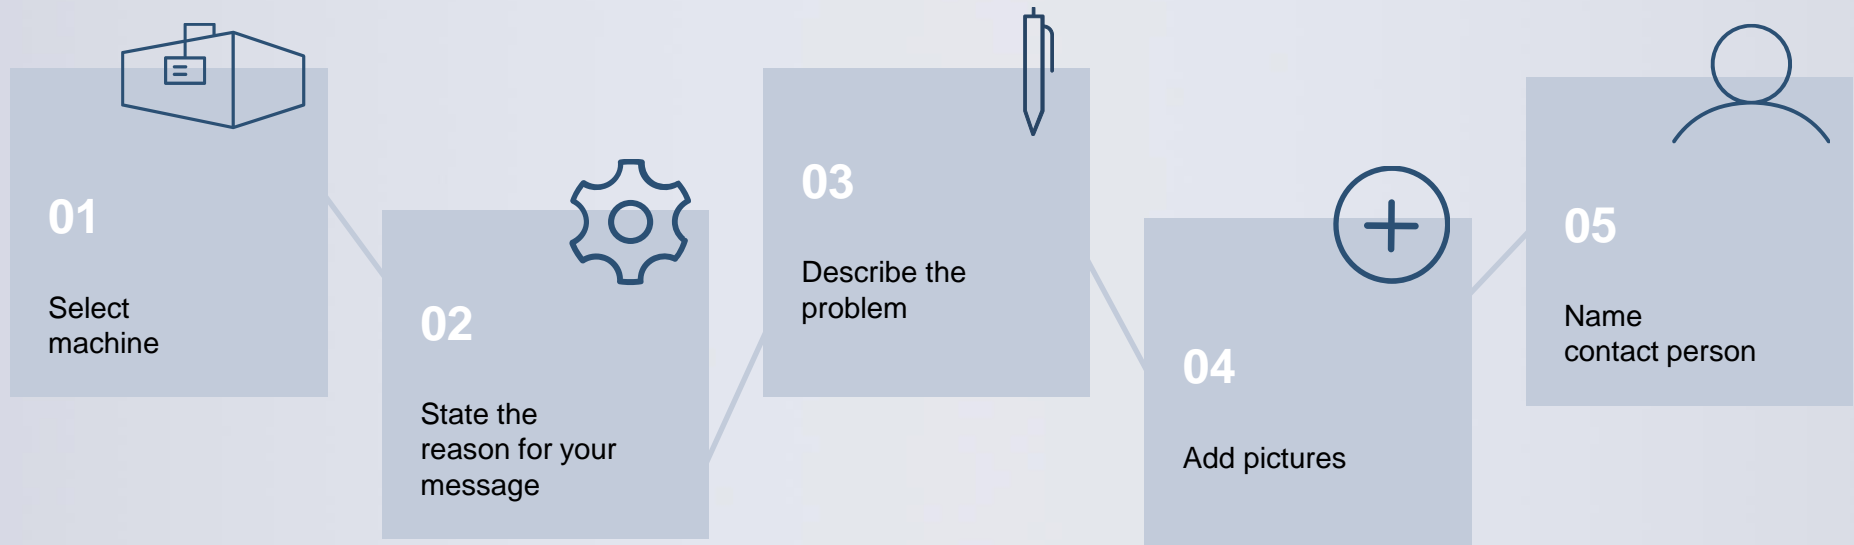 01
Select
machine
02
State the
reason for your
message
03
Describe the
problem
04
Add pictures
05
Name
contact person